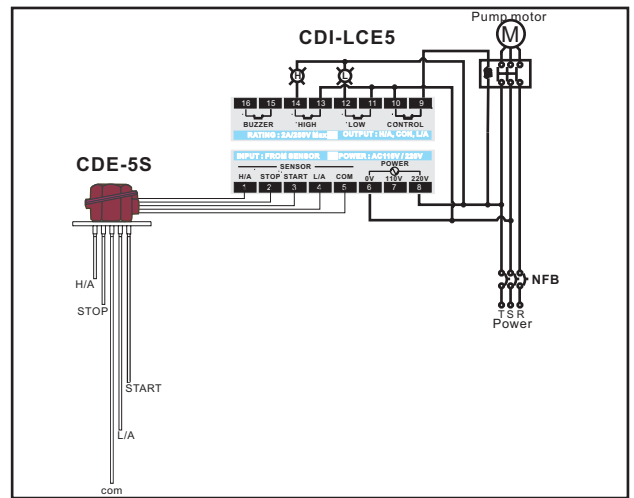 Pump motor
M
CDI-LCE5
H
L
16 15 14 13 12 11 10 9
BUZZER HIGH LOW CONTROL
RATING : 2A/250V Max OUTPUT : H/A, CON, L/A
INPUT : FROM SENSOR POWER : AC110V / 220V
SENSOR POWER
H/A STOP START L/A COM 0V 110V 220V
1 2 3 4 5 6 7 8
CDE-5S
NFB
T S R
Power
H/A
STOP
START
L/A
com